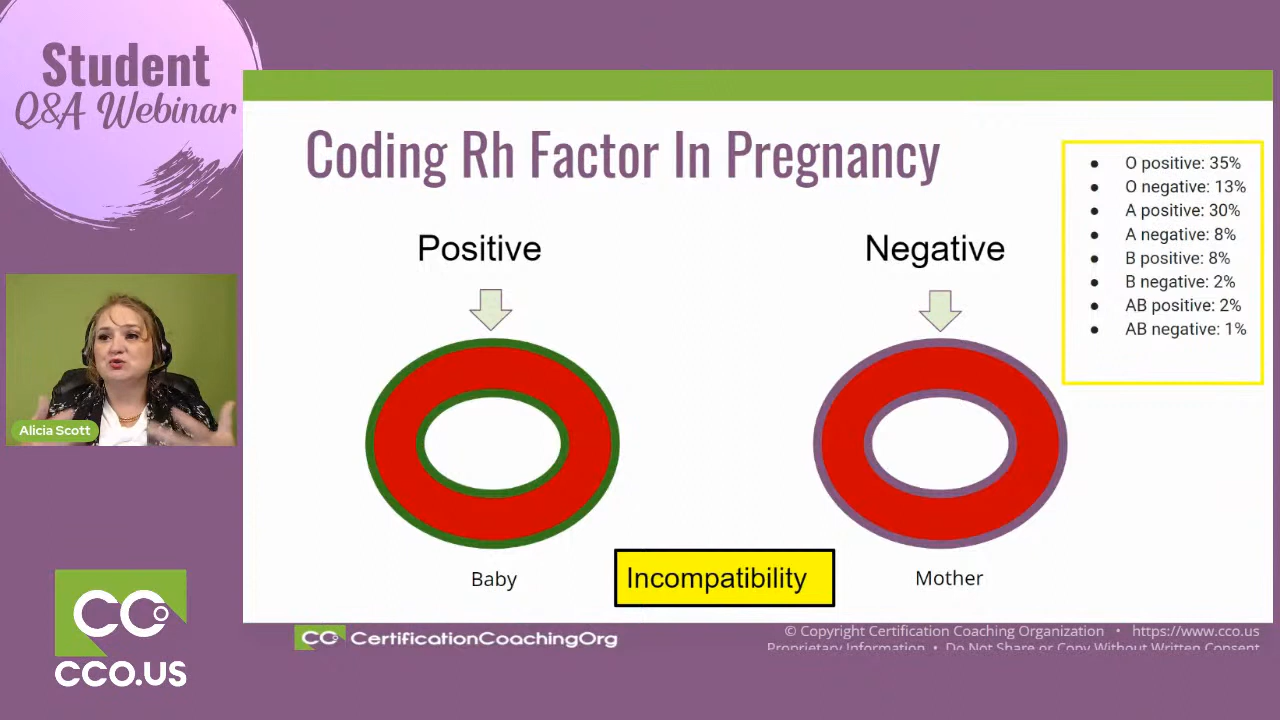 Student
Q&A Webinar
Coding Rh Factor In Pregnancy
Positive
Negative
• O positive: 35%
• O negative: 13%
• A positive: 30%
• A negative: 8%
• B positive: 8%
• B negative: 2%
• AB positive: 2%
• AB negative: 1%
Alicia Scott
Baby
Incompatibility
Mother
CCO
CCO.US
CCO CertificationCoachingOrg
© Copyright Certification Coaching Organization • https://www.cco.us
Proprietary Information • Do Not Share or Copy Without Written Consent